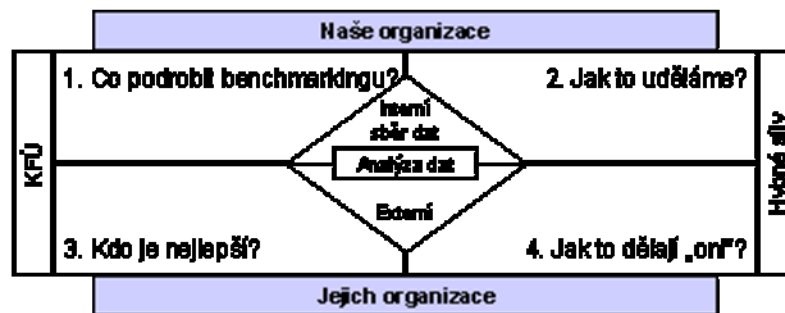 Naše organizace
KFÚ
1. Co podrobit benchmarkingu?
2. Jak to uděláme?
Interní
sběr dat
Analýza dat
Externí
3. Kdo je nejlepší?
4. Jak to dělají „oni"?
Hybné síly
Jejich organizace